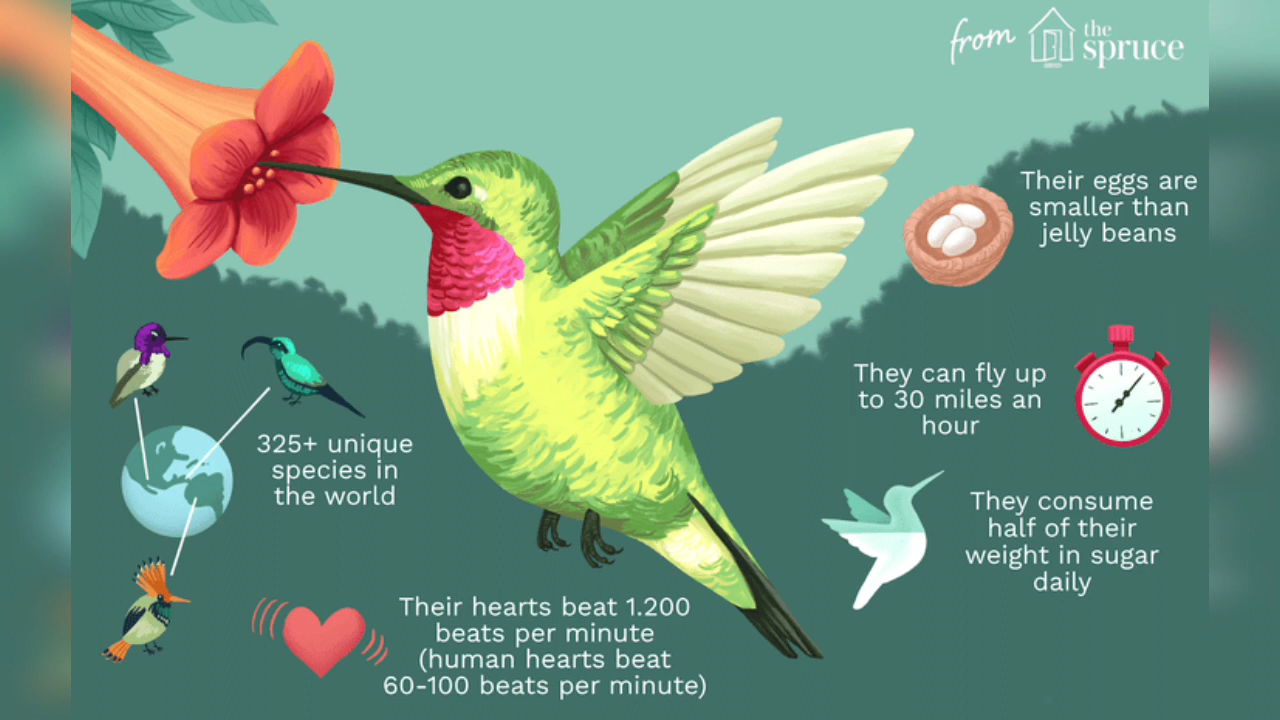 from the spruce
Their eggs are
smaller than
jelly beans
They can fly up
to 30 miles an
hour
325+ unique
species in
the world
They consume
half of their
weight in sugar
daily
Their hearts beat 1.200
beats per minute
(human hearts beat
60-100 beats per minute)